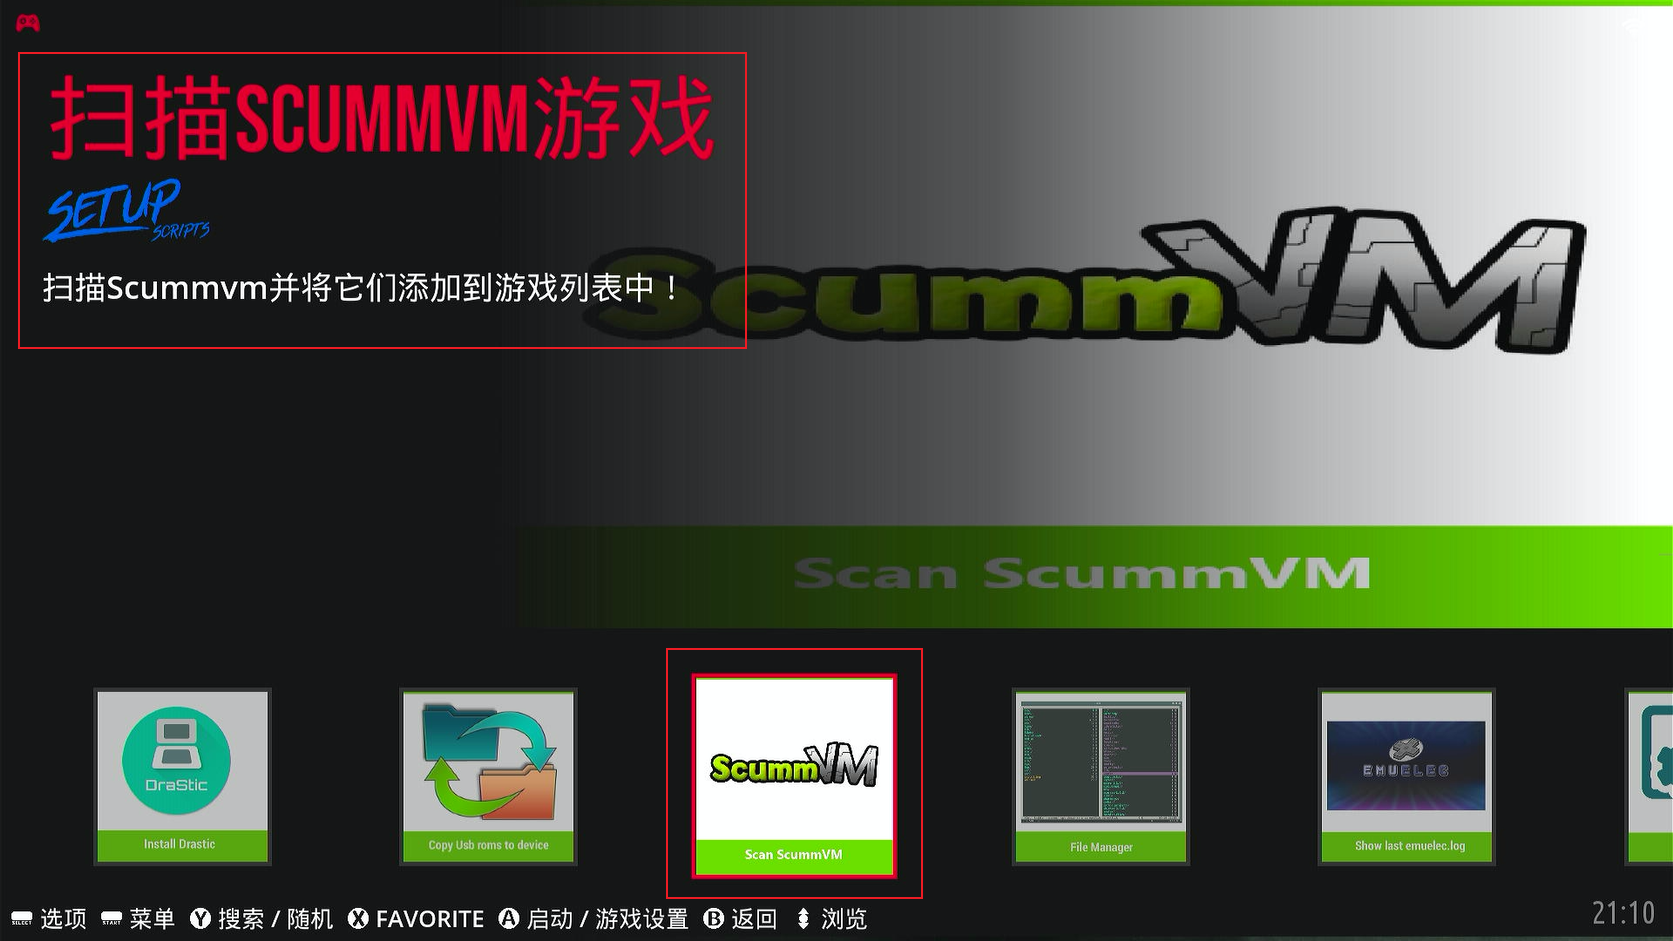 扫描SCUMMVM游戏
SETUP
SCRIPTS
扫描Scummvm并将它们添加到游戏列表中！
ScummVM
Scan ScummVM
DraStic
Install Drastic
Copy Usb roms to device
ScummVM
Scan ScummVM
File Manager
EMUELEC
Show last emuelec.log
SELECT 选项 START 菜单 Y 搜索 / 随机 X FAVORITE A 启动 / 游戏设置 B 返回 浏览
21:10